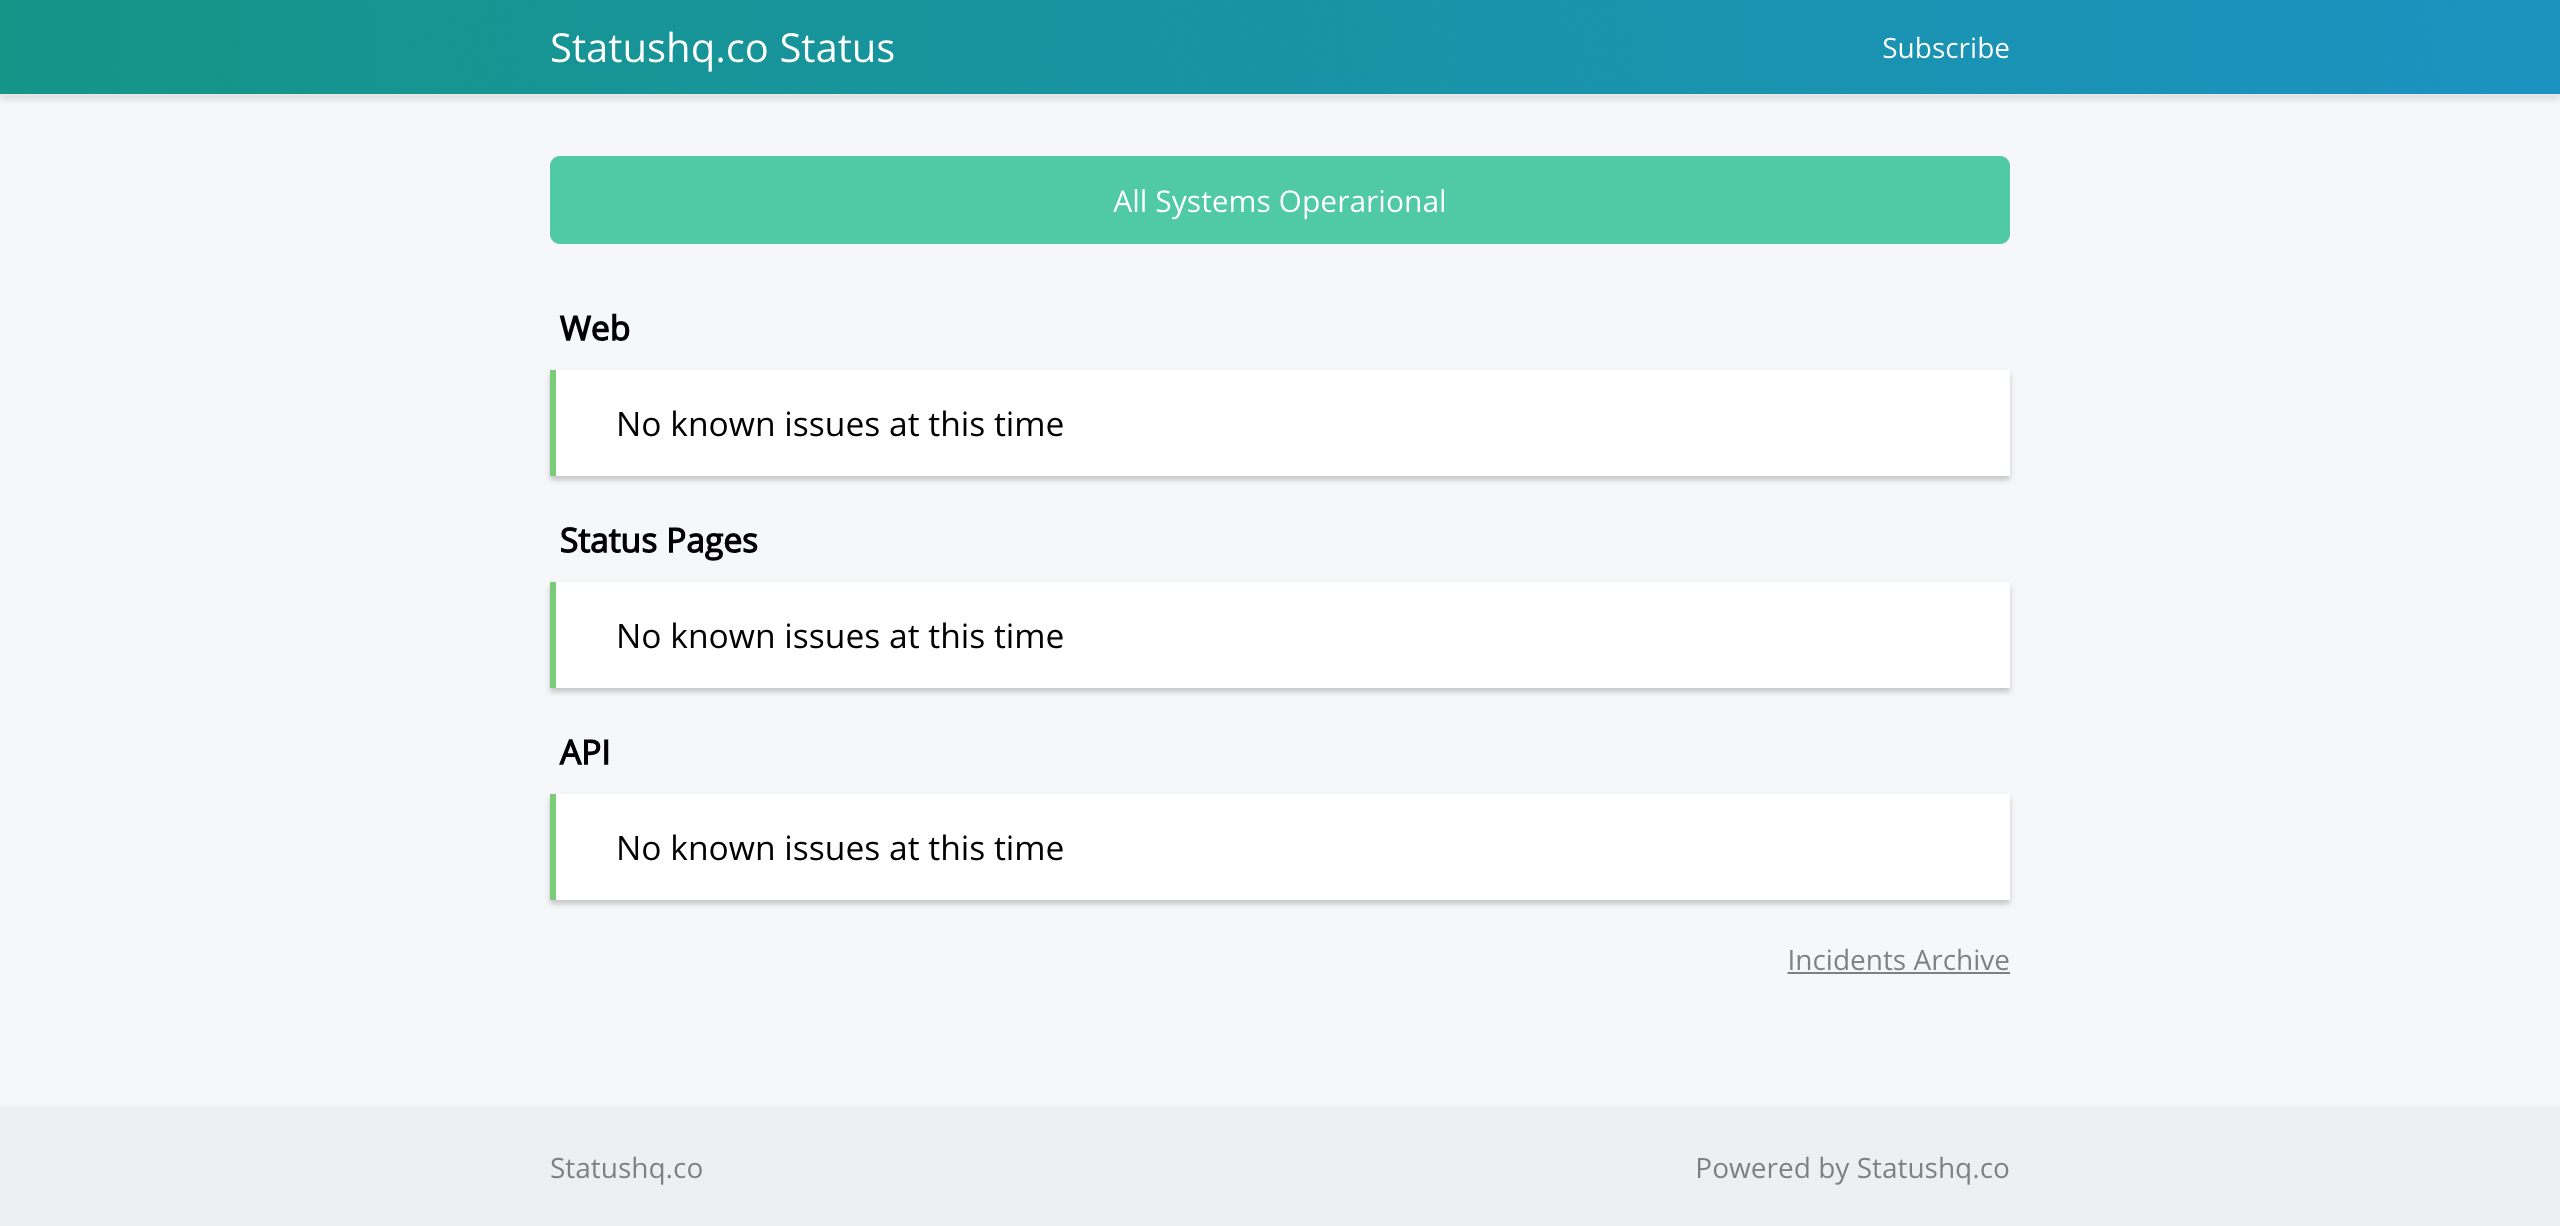 Statushq.co Status
Subscribe
All Systems Operarional
Web
No known issues at this time
Status Pages
No known issues at this time
API
No known issues at this time
Incidents Archive
Statushq.co
Powered by Statushq.co